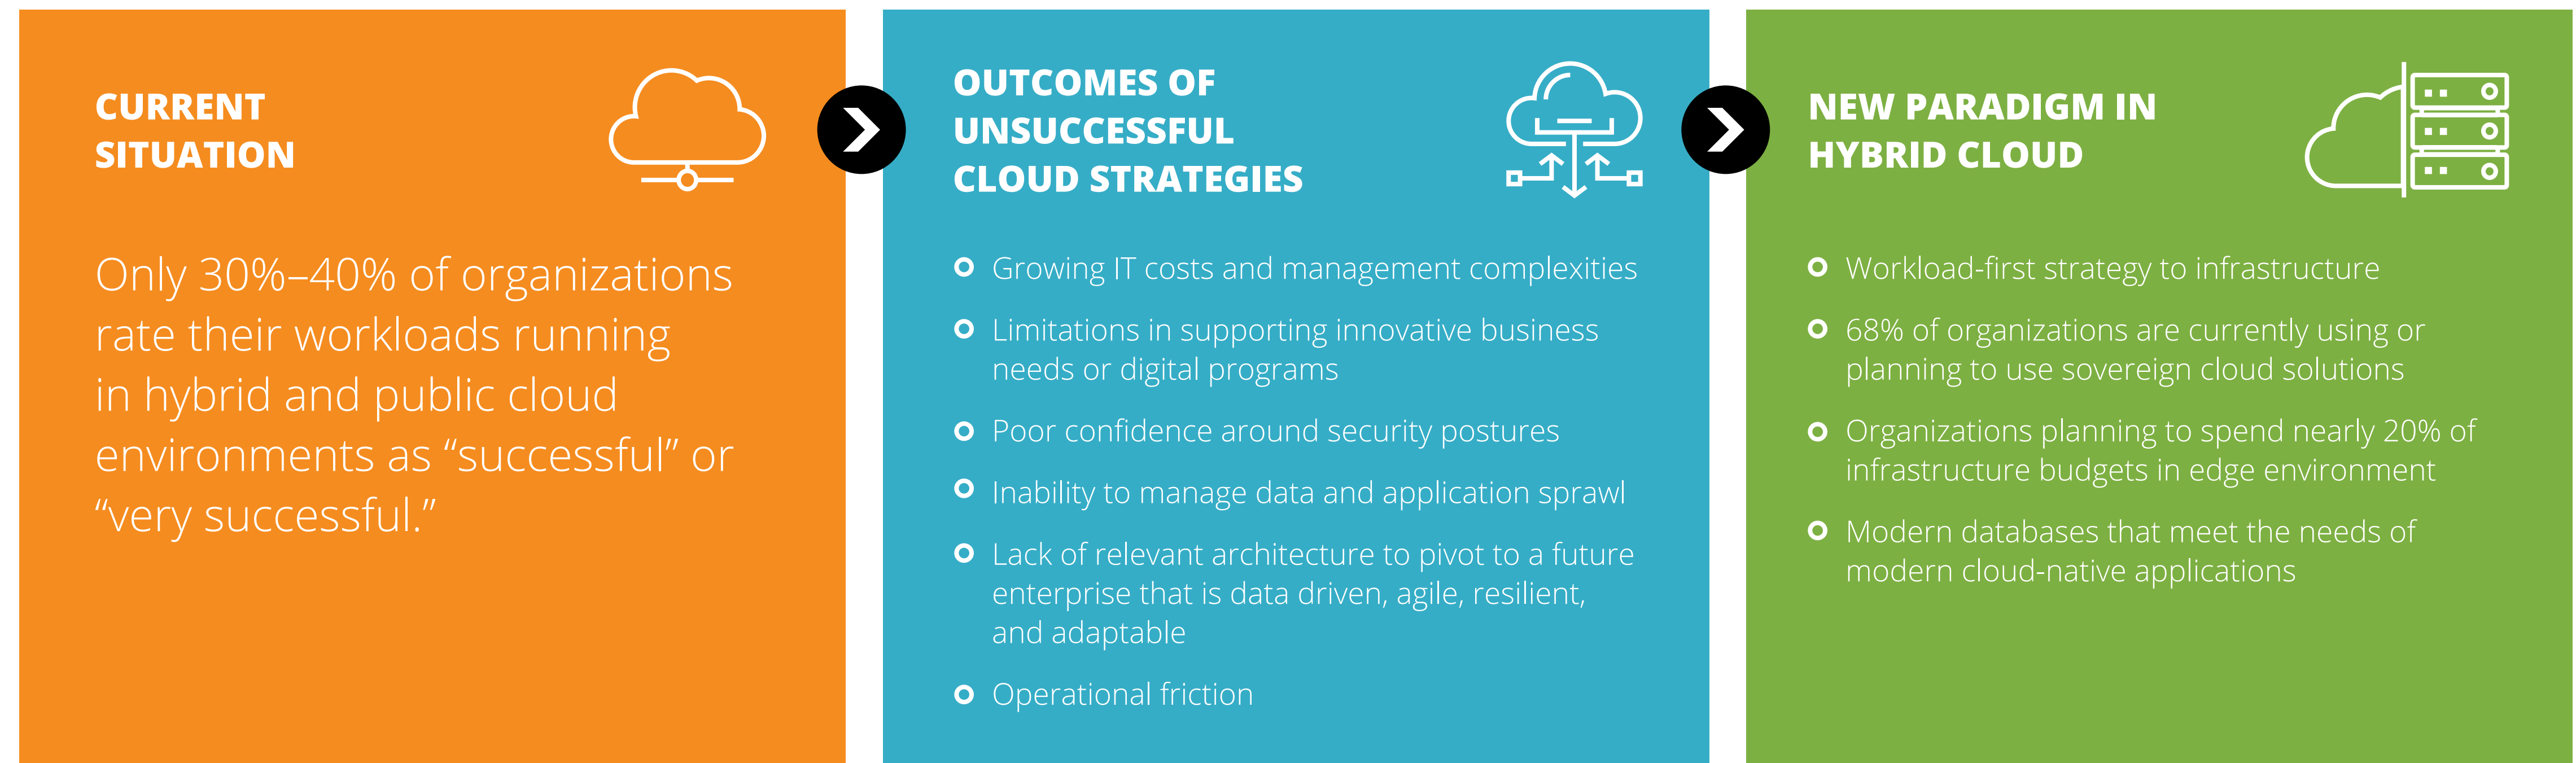 CURRENT
SITUATION
Only 30%–40% of organizations
rate their workloads running
in hybrid and public cloud
environments as “successful” or
“very successful.”
OUTCOMES OF
UNSUCCESSFUL
CLOUD STRATEGIES
Growing IT costs and management complexities
Limitations in supporting innovative business
needs or digital programs
Poor confidence around security postures
Inability to manage data and application sprawl
Lack of relevant architecture to pivot to a future
enterprise that is data driven, agile, resilient,
and adaptable
Operational friction
NEW PARADIGM IN
HYBRID CLOUD
Workload-first strategy to infrastructure
68% of organizations are currently using or
planning to use sovereign cloud solutions
Organizations planning to spend nearly 20% of
infrastructure budgets in edge environment
Modern databases that meet the needs of
modern cloud-native applications